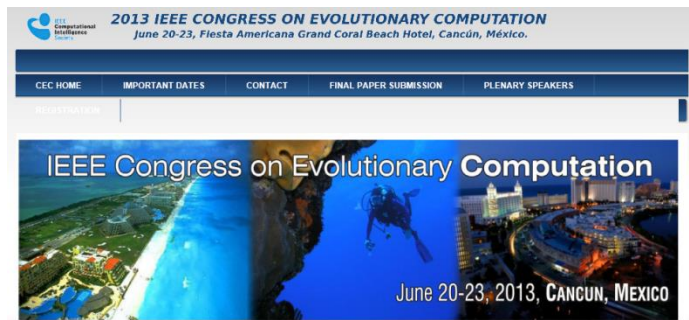 IEEE
Computational
Intelligence
Society
2013 IEEE CONGRESS ON EVOLUTIONARY COMPUTATION
June 20-23, Fiesta Americana Grand Coral Beach Hotel, Cancún, México.
CEC HOME IMPORTANT DATES CONTACT FINAL PAPER SUBMISSION PLENARY SPEAKERS
REGISTRATION
IEEE Congress on Evolutionary Computation
June 20-23, 2013, CANCUN, MEXICO